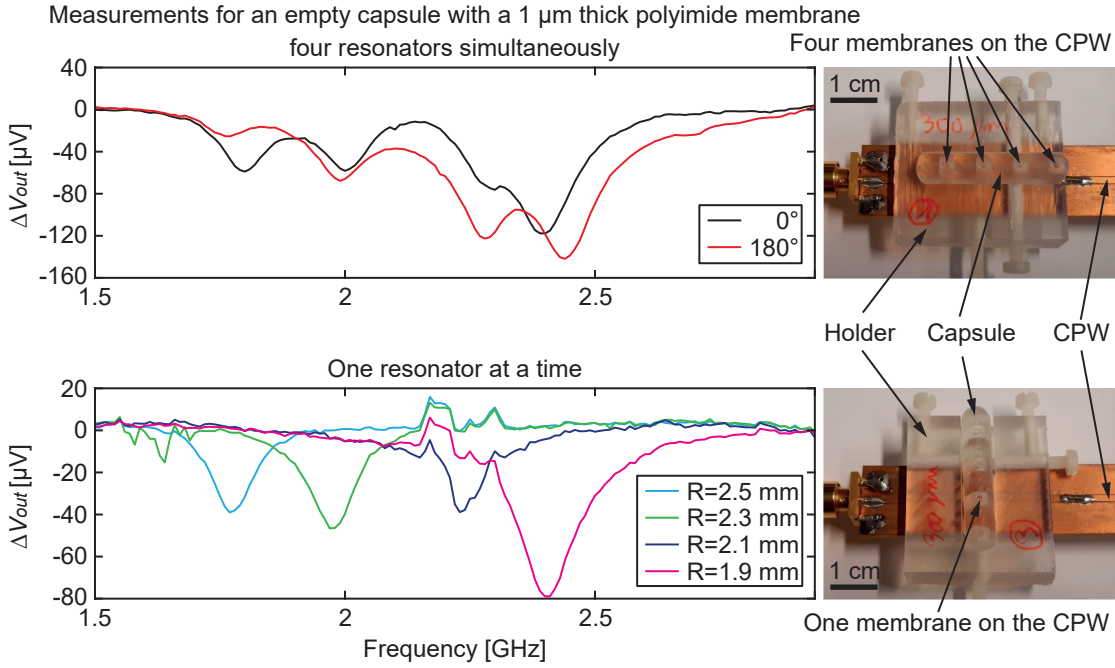 Measurements for an empty capsule with a 1 µm thick polyimide membrane
four resonators simultaneously
40
0
-40
-80
-120
-160
ΔVout [µV]
1.5
2
2.5
0°
180°
Four membranes on the CPW
1 cm
300 µm
Holder
Capsule
CPW
One resonator at a time
20
0
-20
-40
-60
-80
ΔVout [µV]
1.5
2
2.5
Frequency [GHz]
R=2.5 mm
R=2.3 mm
R=2.1 mm
R=1.9 mm
1 cm
3
One membrane on the CPW